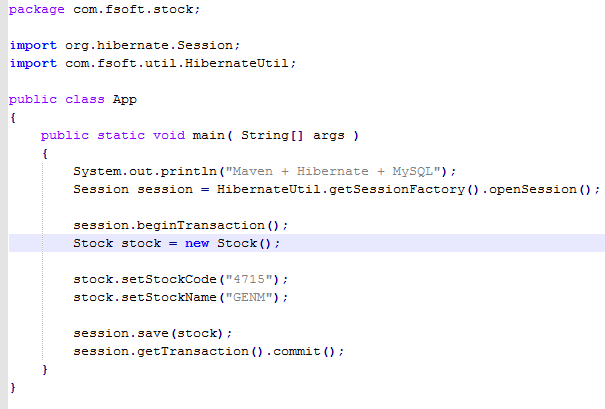 package com.fsoft.stock;
import org.hibernate.Session;
import com.fsoft.util.HibernateUtil;
public class App
{
public static void main( String[] args )
{
System.out.println("Maven + Hibernate + MySQL");
Session session = HibernateUtil.getSessionFactory().openSession();
session.beginTransaction();
Stock stock = new Stock();
stock.setStockCode("4715");
stock.setStockName("GENM");
session.save(stock);
session.getTransaction().commit();
}
}